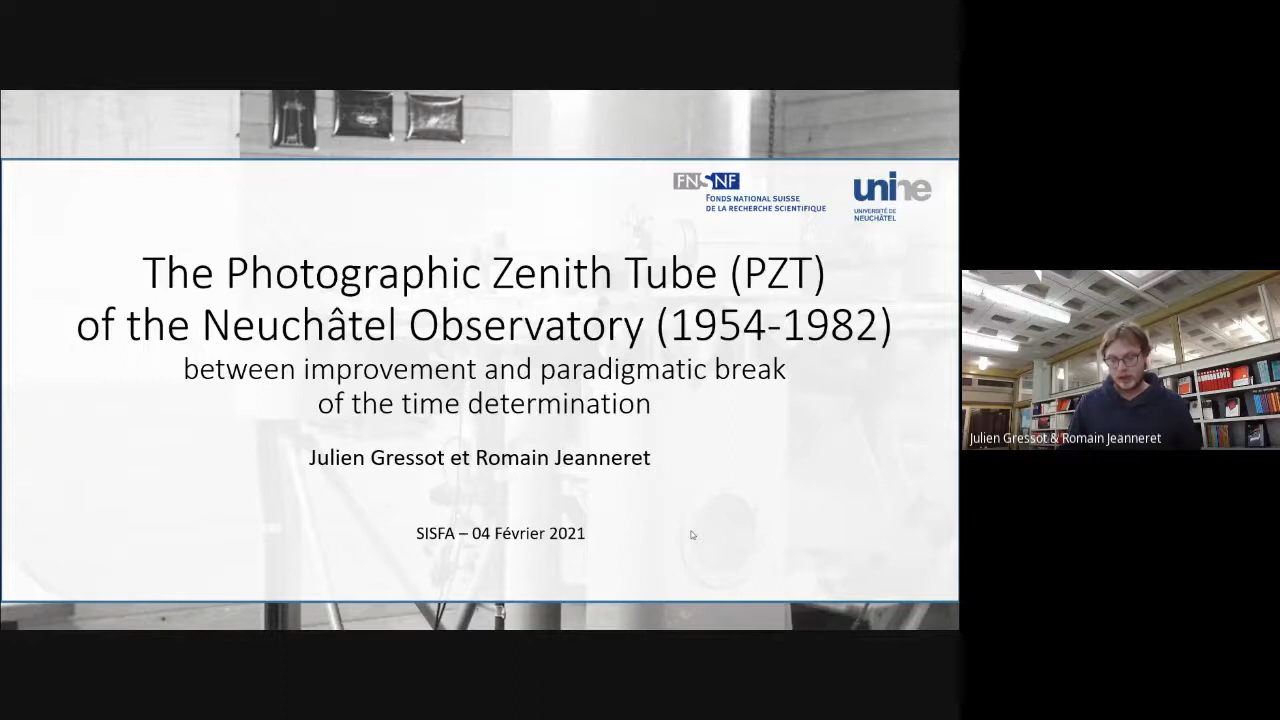 FNSNF
FONDS NATIONAL SUISSE
DE LA RECHERCHE SCIENTIFIQUE
unine
UNIVERSITÉ DE
NEUCHÂTEL
The Photographic Zenith Tube (PZT)
of the Neuchâtel Observatory (1954-1982)
between improvement and paradigmatic break
of the time determination
Julien Gressot et Romain Jeanneret
SISFA – 04 Février 2021
Julien Gressot & Romain Jeanneret